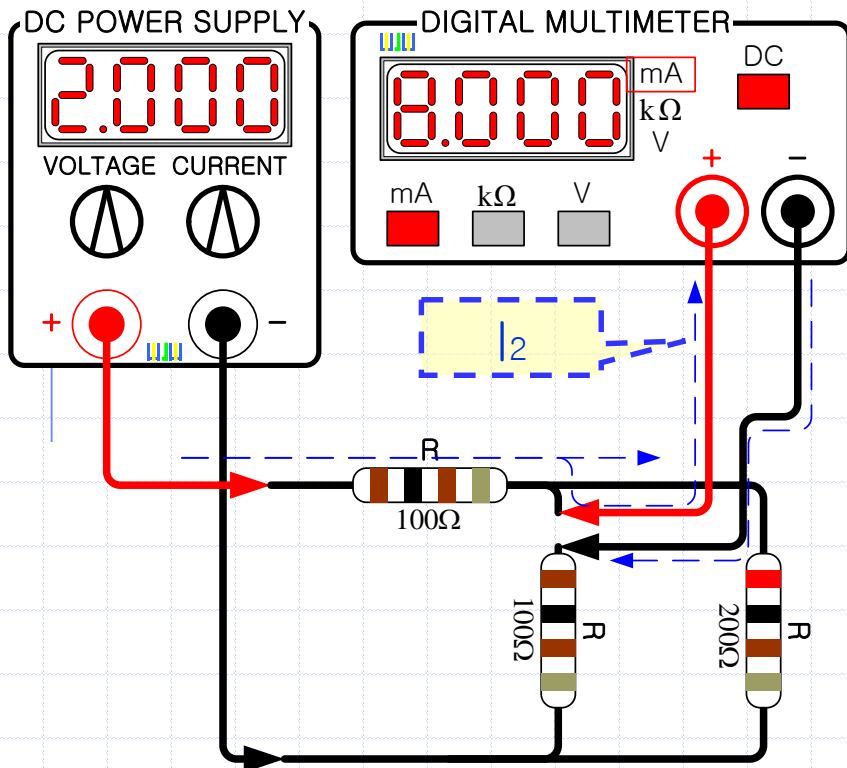 DC POWER SUPPLY
2.000
VOLTAGE CURRENT
+ −
DIGITAL MULTIMETER
8.000
mA
kΩ
V
DC
mA kΩ V
+ −
I2
R
100Ω
R
100Ω
R
200Ω